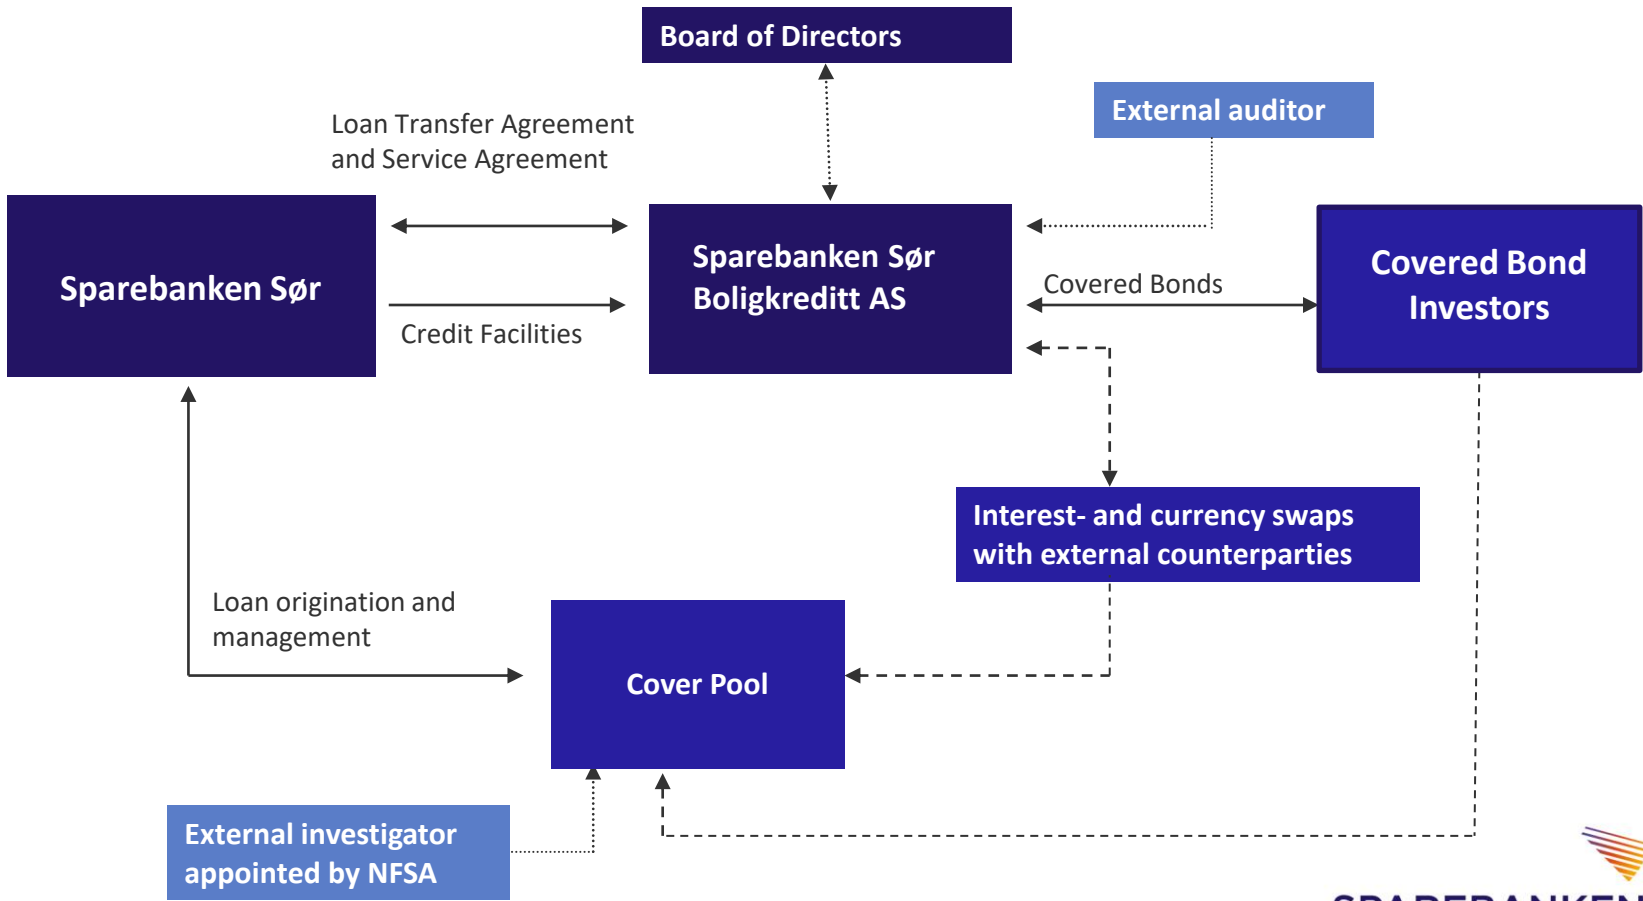 Board of Directors
External auditor
Loan Transfer Agreement
and Service Agreement
Sparebanken Sør
Sparebanken Sør
Boligkreditt AS
Covered Bonds
Covered Bond
Investors
Credit Facilities
Interest- and currency swaps
with external counterparties
Loan origination and
management
Cover Pool
External investigator
appointed by NFSA
SPAREBANKEN